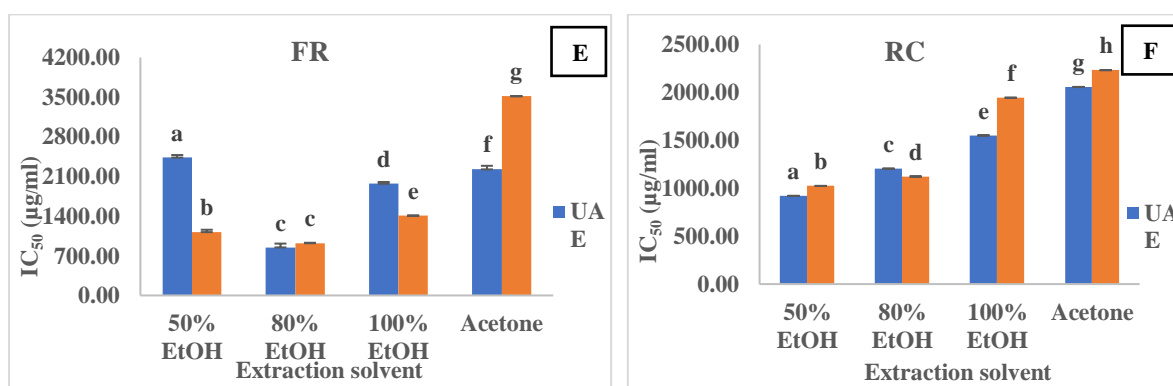 FR
E
4200.00
3500.00
2800.00
2100.00
1400.00
700.00
0.00
IC50 (µg/ml)
a
b
c
c
d
e
f
g
50%
EtOH
80%
EtOH
100%
EtOH
Acetone
Extraction solvent
UA
E
RC
F
2500.00
2000.00
1500.00
1000.00
500.00
0.00
IC50 (µg/ml)
a
b
c
d
e
f
g
h
50%
EtOH
80%
EtOH
100%
EtOH
Acetone
Extraction solvent
UA
E